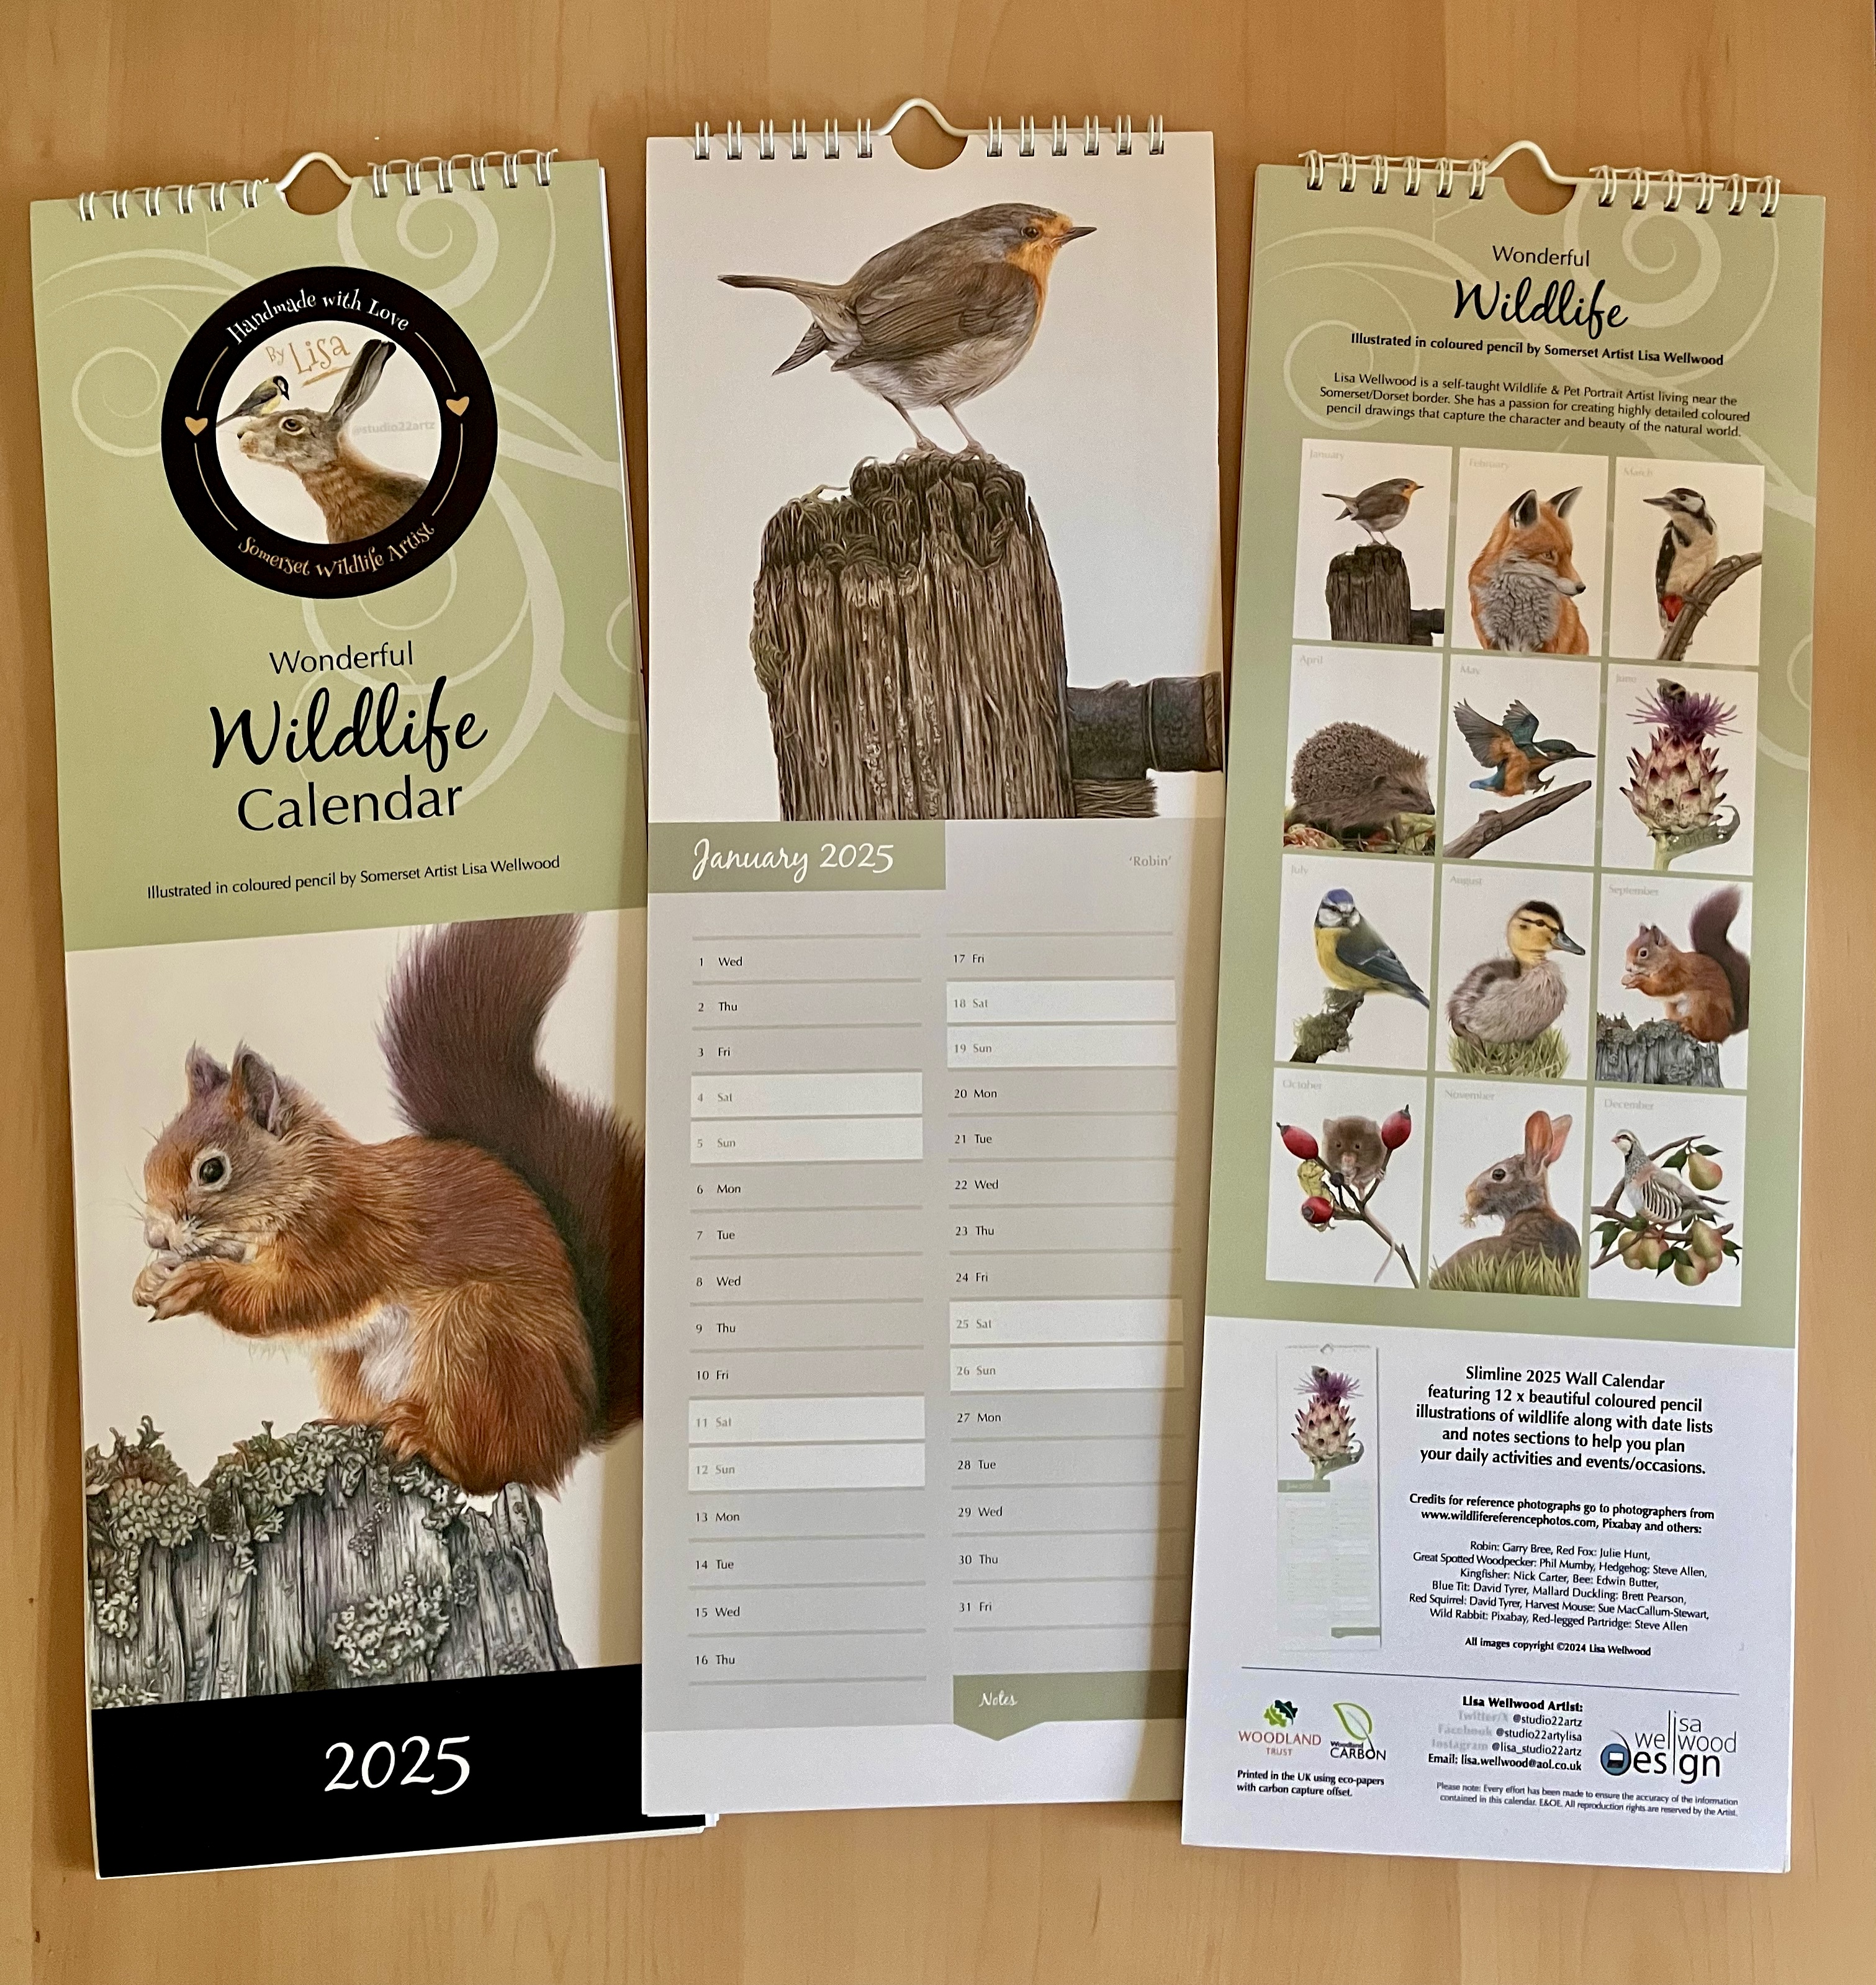 Handmade with Love
By Lisa
@studio22artz
Somerset Wildlife Artist
Wonderful
Wildlife
Calendar
Illustrated in coloured pencil by Somerset Artist Lisa Wellwood
2025
January 2025
'Robin'
1 Wed
2 Thu
3 Fri
4 Sat
5 Sun
6 Mon
7 Tue
8 Wed
9 Thu
10 Fri
11 Sat
12 Sun
13 Mon
14 Tue
15 Wed
16 Thu
17 Fri
18 Sat
19 Sun
20 Mon
21 Tue
22 Wed
23 Thu
24 Fri
25 Sat
26 Sun
27 Mon
28 Tue
29 Wed
30 Thu
31 Fri
Notes
Wonderful
Wildlife
Illustrated in coloured pencil by Somerset Artist Lisa Wellwood
Lisa Wellwood is a self-taught Wildlife & Pet Portrait Artist living near the
Somerset/Dorset border. She has a passion for creating highly detailed coloured
pencil drawings that capture the character and beauty of the natural world.
January
February
March
April
May
June
July
August
September
October
November
December
Slimline 2025 Wall Calendar
featuring 12 x beautiful coloured pencil
illustrations of wildlife along with date lists
and notes sections to help you plan
your daily activities and events/occasions.
Credits for reference photographs go to photographers from
www.wildlifereferencephotos.com, Pixabay and others:
Robin: Garry Bree, Red Fox: Julie Hunt,
Great Spotted Woodpecker: Phil Mumby, Hedgehog: Steve Allen,
Kingfisher: Nick Carter, Bee: Edwin Butter,
Blue Tit: David Tyrer, Mallard Duckling: Brett Pearson,
Red Squirrel: David Tyrer, Harvest Mouse: Sue MacCallum-Stewart,
Wild Rabbit: Pixabay, Red-legged Partridge: Steve Allen
All images copyright ©2024 Lisa Wellwood
WOODLAND
TRUST
Woodland
CARBON
Printed in the UK using eco-papers
with carbon capture offset.
Lisa Wellwood Artist:
Twitter/X @studio22artz
Facebook @studio22artylisa
Instagram @lisa_studio22artz
Email: lisa.wellwood@aol.co.uk
lisa
wellwood
Design
Please note: Every effort has been made to ensure the accuracy of the information
contained in this calendar. E&OE. All reproduction rights are reserved by the Artist.